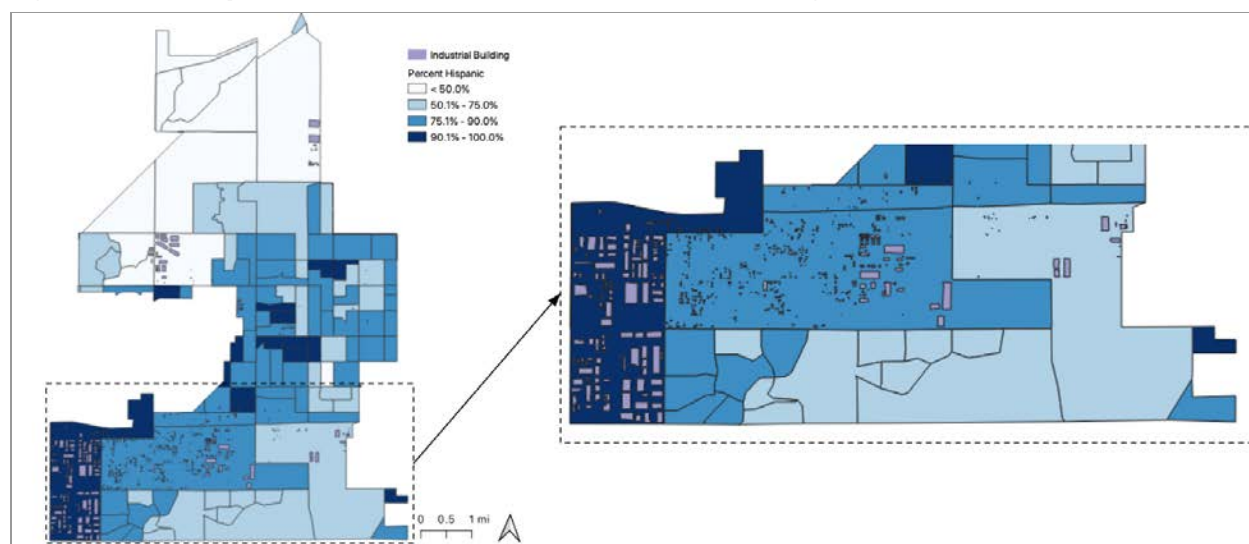 Industrial Building
Percent Hispanic
< 50.0%
50.1% - 75.0%
75.1% - 90.0%
90.1% - 100.0%
0 0.5 1 mi